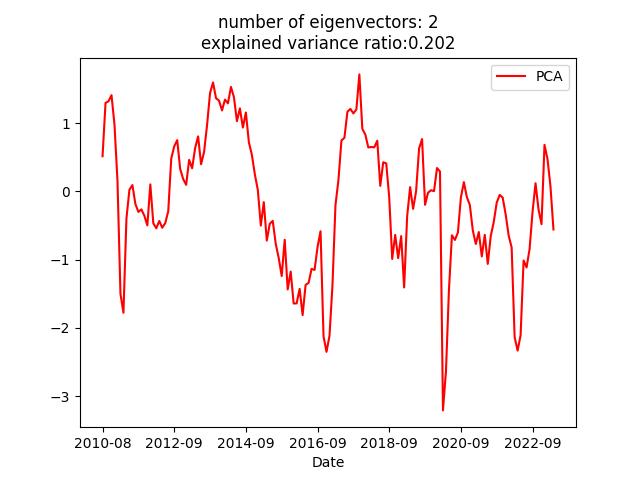 number of eigenvectors: 2
explained variance ratio:0.202
PCA
1
0
−1
−2
−3
2010-08 2012-09 2014-09 2016-09 2018-09 2020-09 2022-09
Date